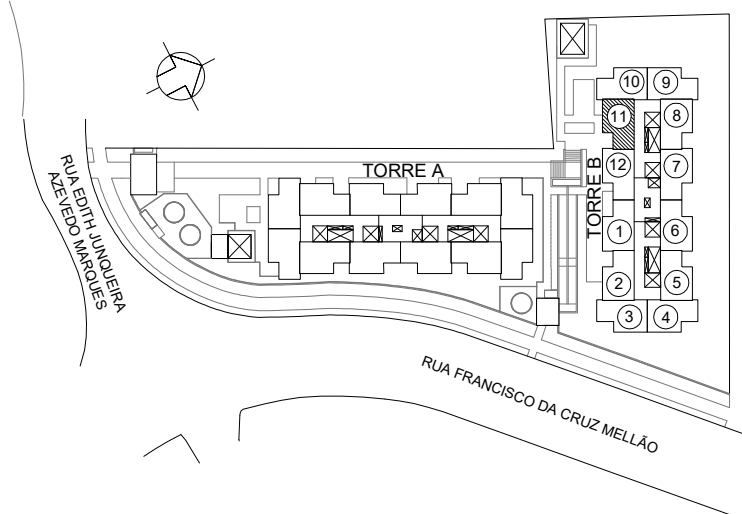 10
9
11
8
12
7
TORRE A
TORRE B
RUA EDITH JUNQUEIRA
AZEVEDO MARQUES
1
6
2
5
3
4
RUA FRANCISCO DA CRUZ MELLÃO